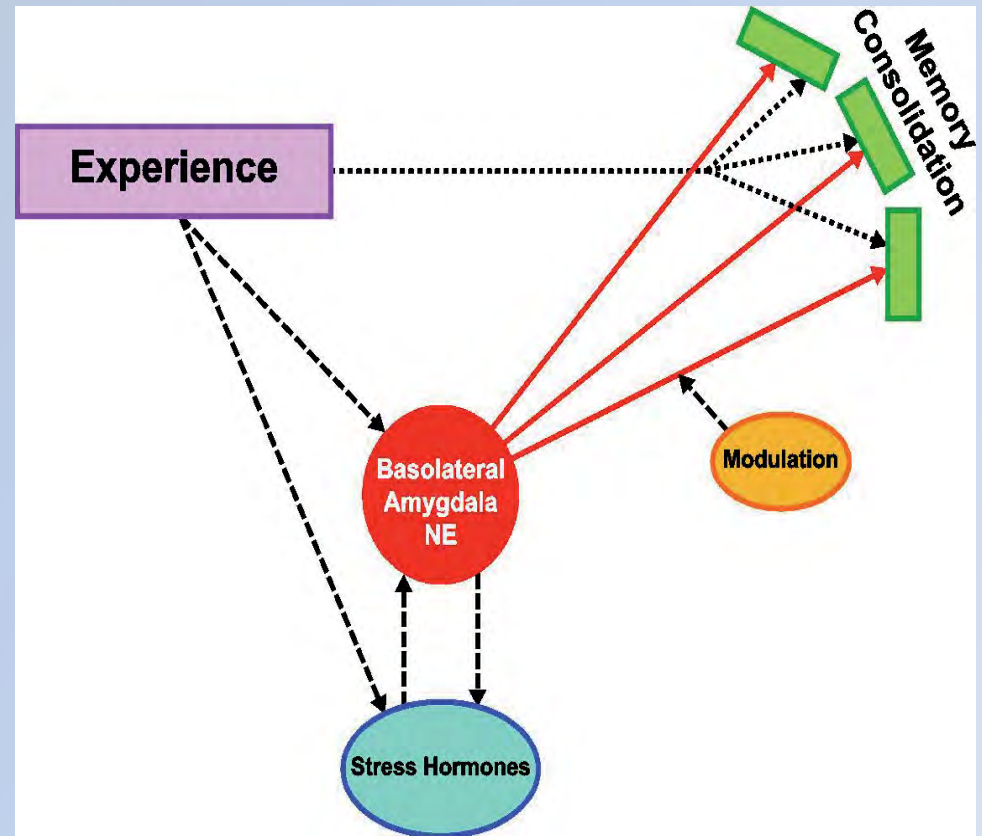 Experience
Memory
Consolidation
Basolateral
Amygdala
NE
Modulation
Stress Hormones